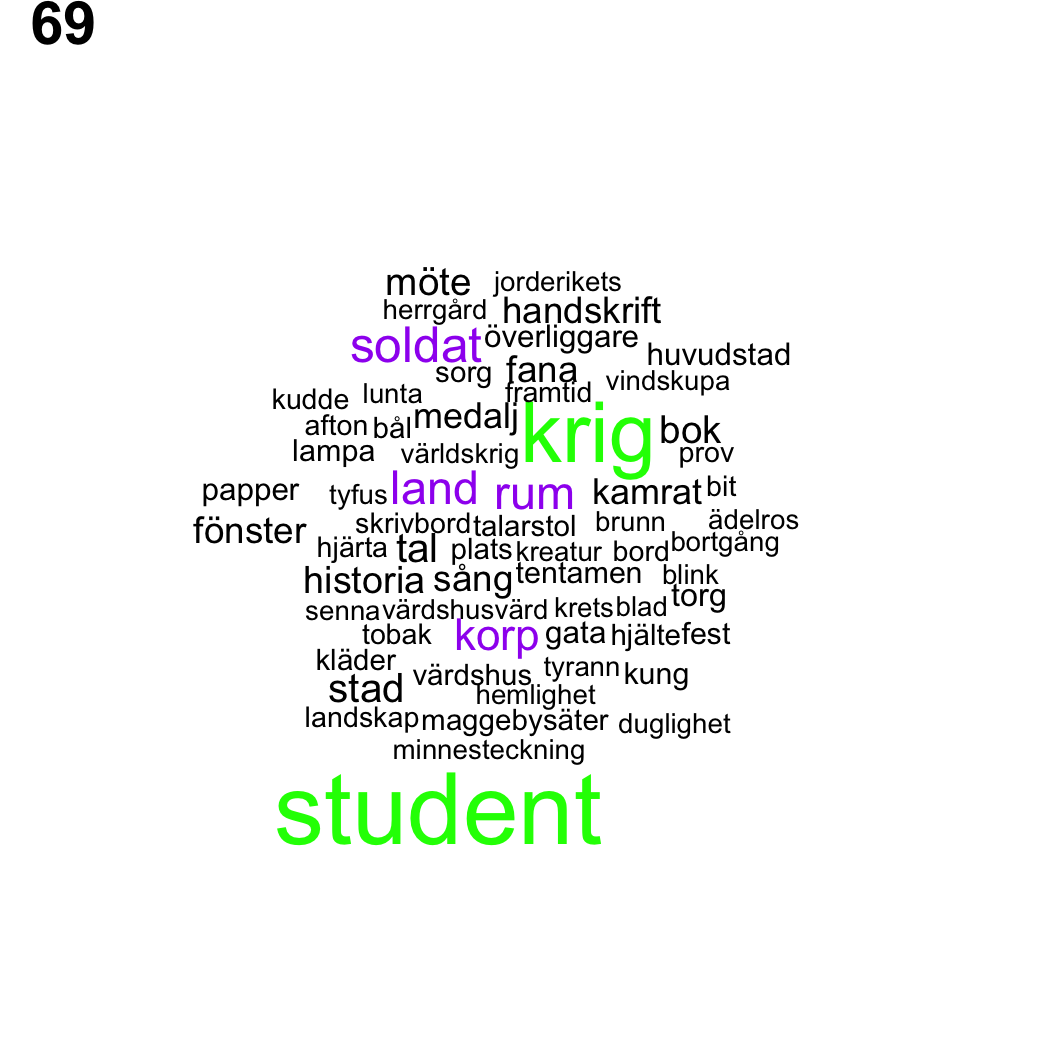 69
möte jorderikets
herrgård handskrift
soldat överliggare
huvudstad
sorg fana
vindskupa
kudde lunta framtid
afton bål medalj krig bok
lampa världskrig prov
papper tyfus land rum kamrat bit
fönster skrivbord talarstol brunn ädelros
hjärta tal plats kreatur bord bortgång
historia sång tentamen blink
torg
senna värdshusvärd krets blad
tobak korp gata hjältefest
kläder värdshus tyrann kung
stad hemlighet
landskap maggebysäter duglighet
minnesteckning
student